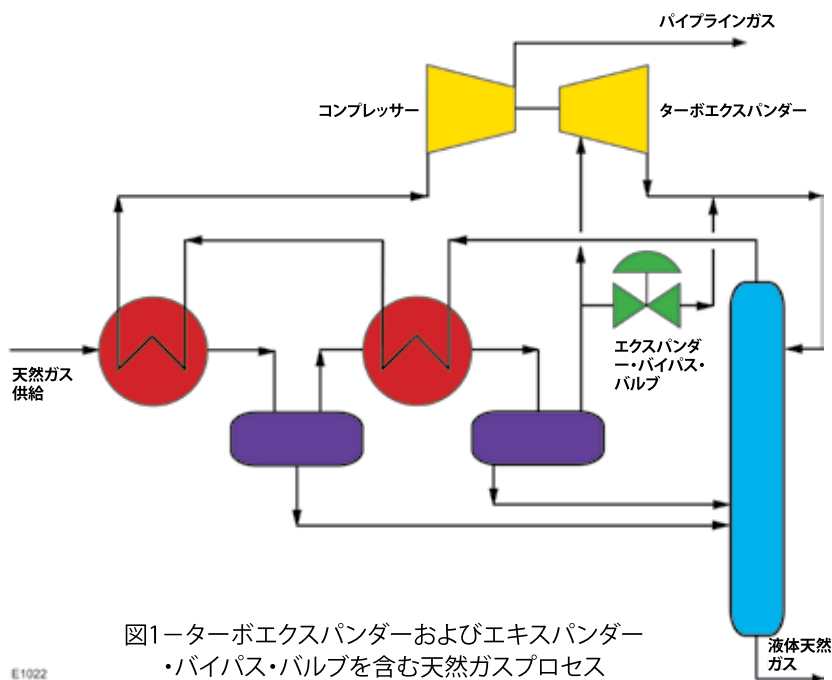 パイプラインガス
コンプレッサー
ターボエクスパンダー
エクスパンダ
ー・バイパス・
バルブ
天然ガス
供給
液体天然
ガス
図1－ターボエクスパンダーおよびエキスパンダー
・バイパス・バルブを含む天然ガスプロセス
E1022